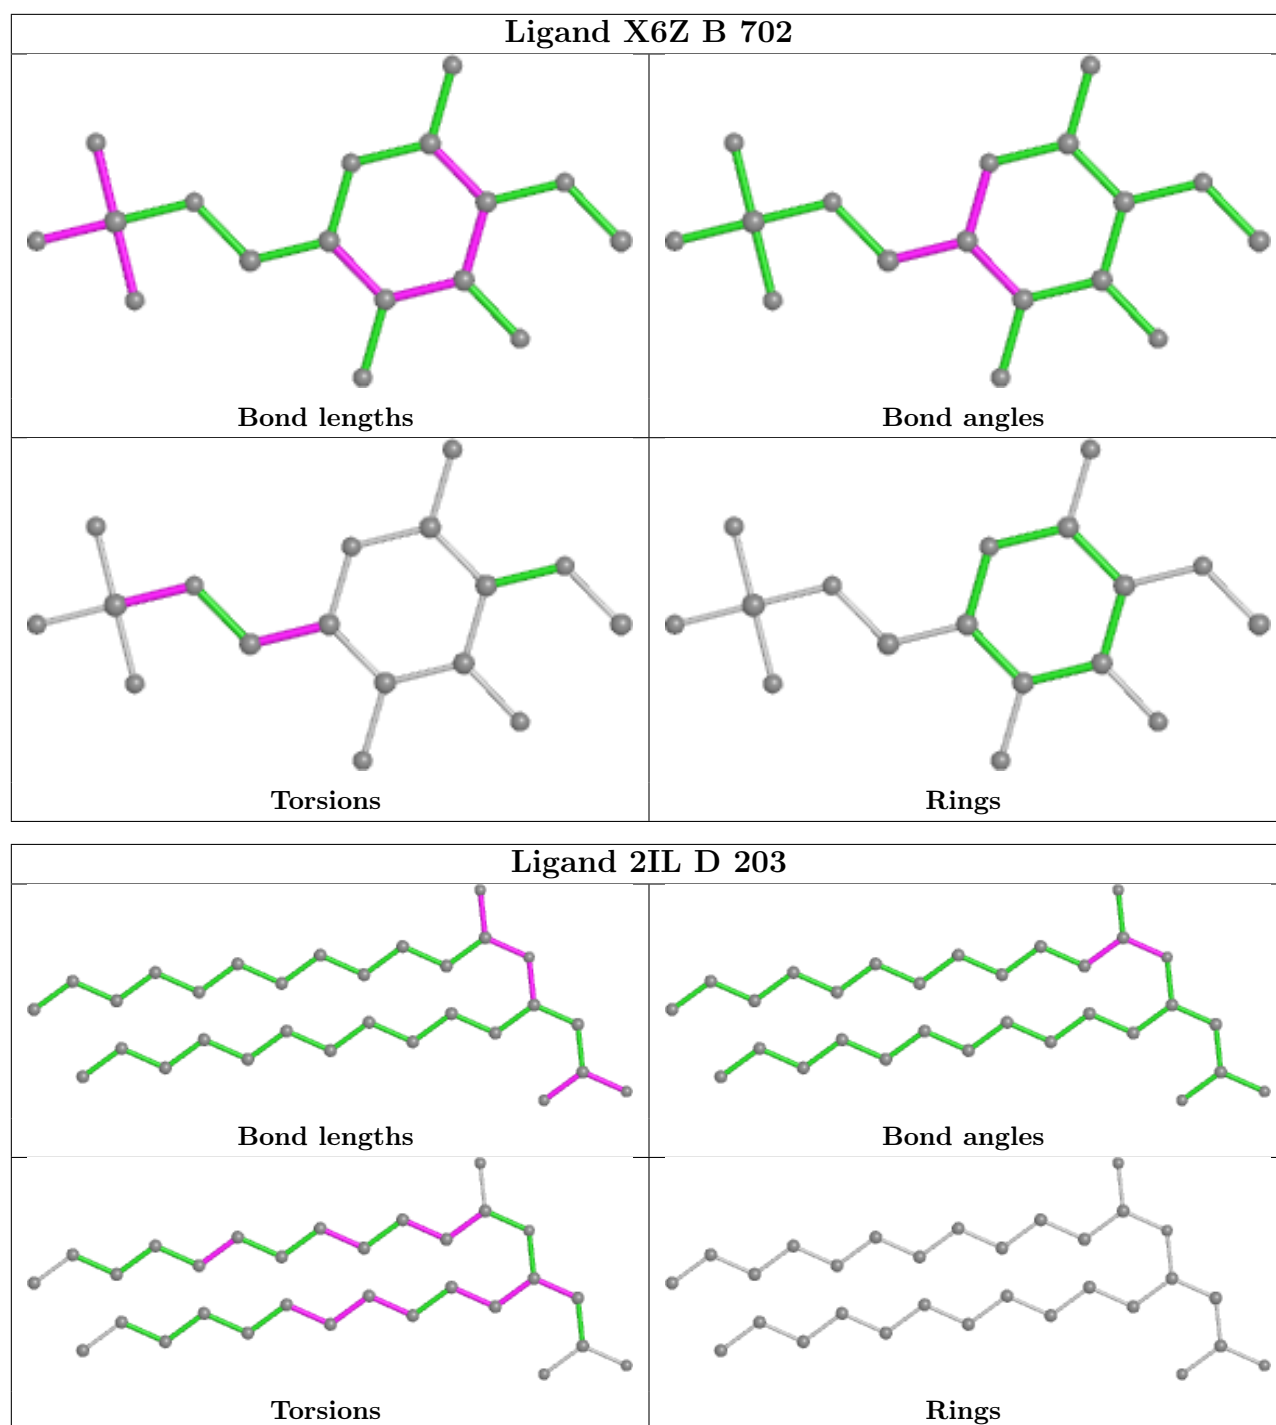 Ligand X6Z B 702
Bond lengths
Bond angles
Torsions
Rings
Ligand 2IL D 203
Bond lengths
Bond angles
Torsions
Rings